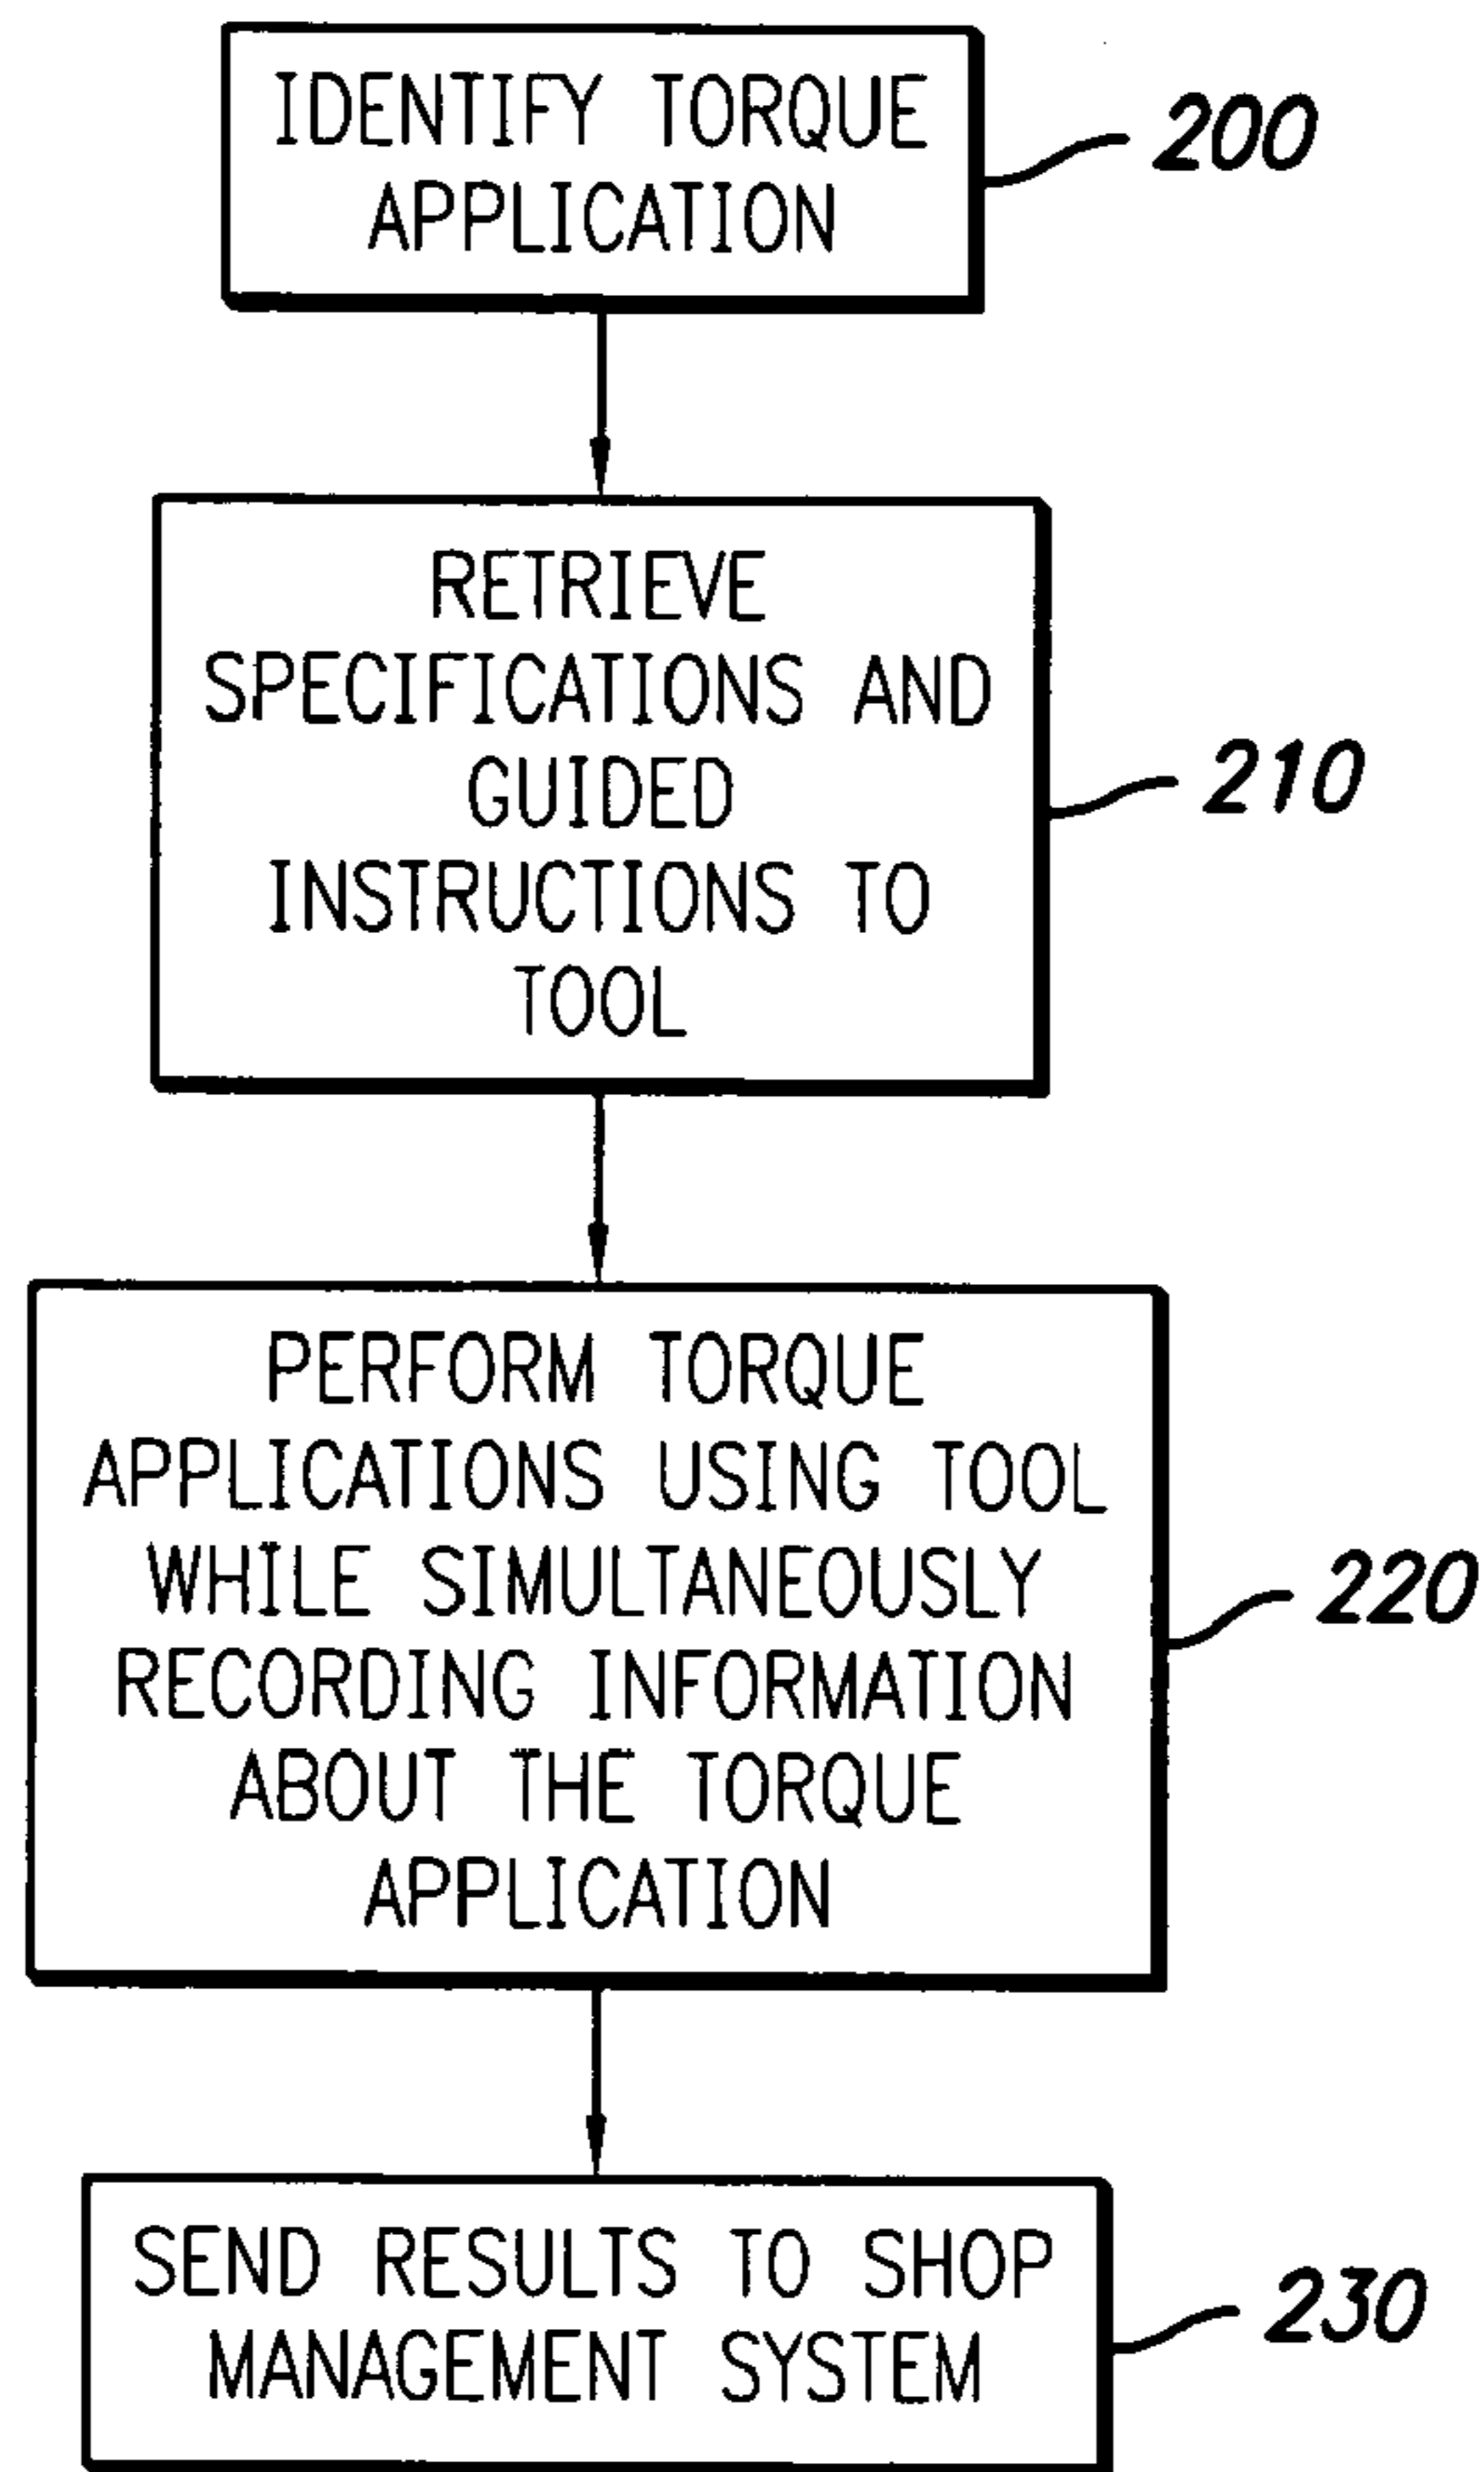 IDENTIFY TORQUE
APPLICATION
200
RETRIEVE
SPECIFICATIONS AND
GUIDED
INSTRUCTIONS TO
TOOL
210
PERFORM TORQUE
APPLICATIONS USING TOOL
WHILE SIMULTANEOUSLY
RECORDING INFORMATION
ABOUT THE TORQUE
APPLICATION
220
SEND RESULTS TO SHOP
MANAGEMENT SYSTEM
230